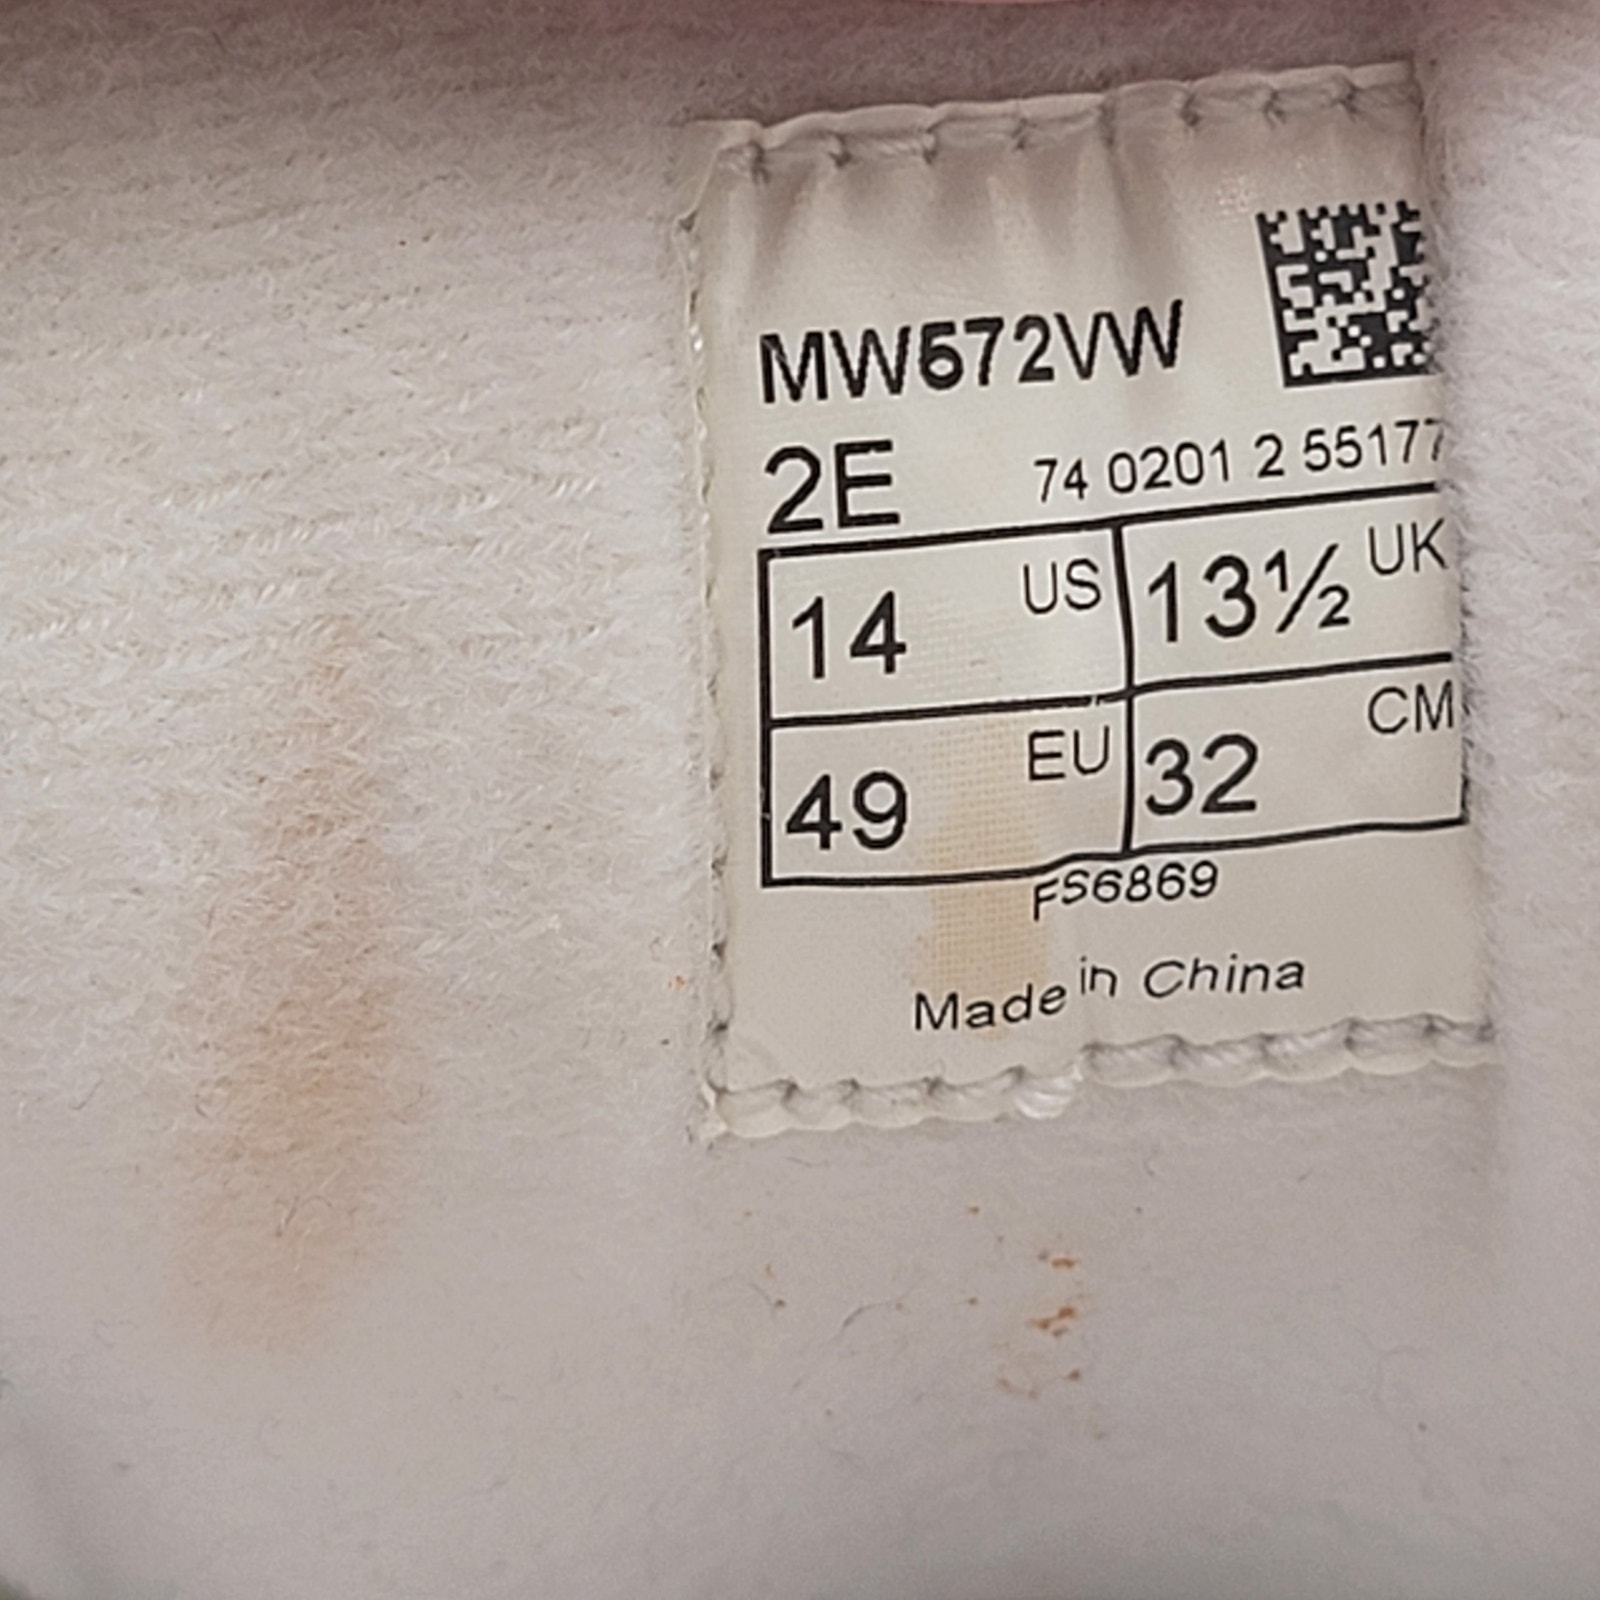 MW572VW
2E 74 0201 2 55177
14 US 13½ UK
49 EU 32 CM
FS6869
Made in China